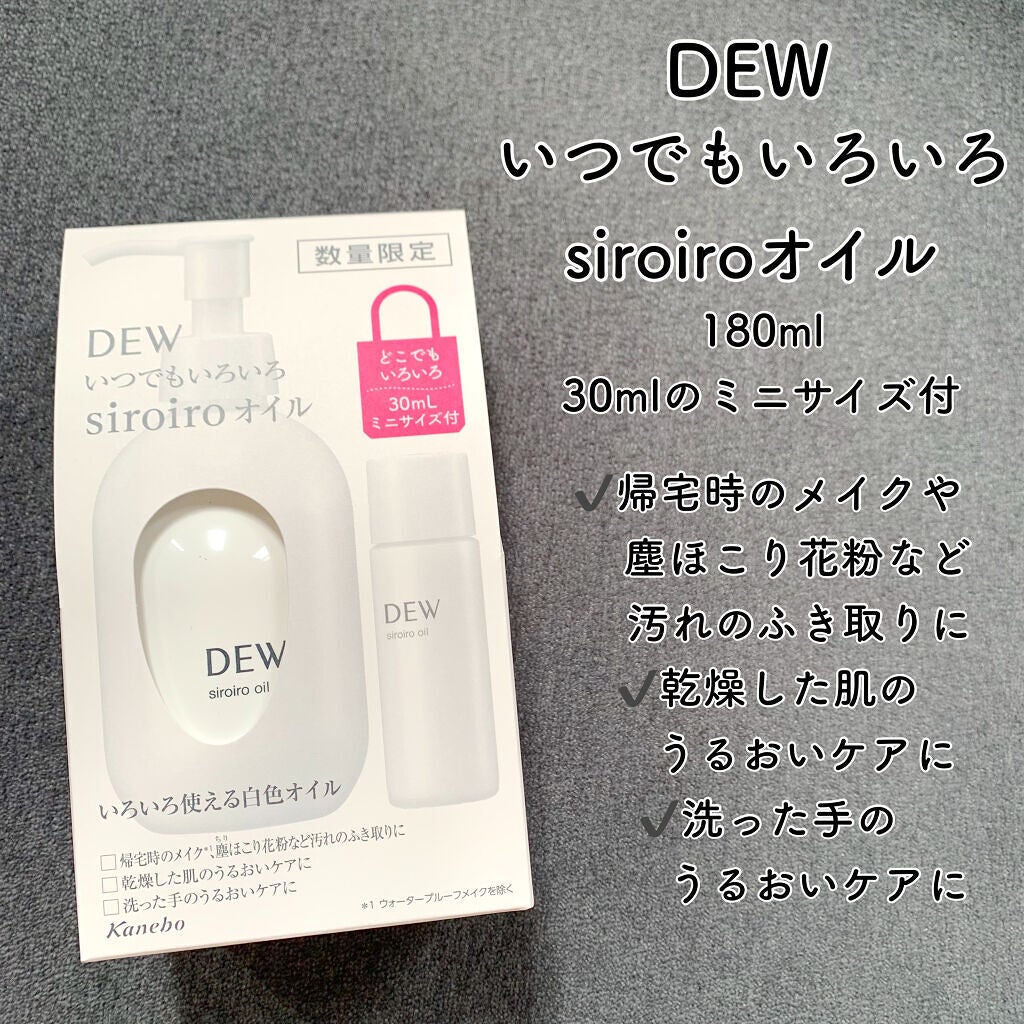 DEW
いつでもいろいろ
siroiroオイル
180ml
30mlのミニサイズ付
✔帰宅時のメイクや
塵ほこり花粉など
汚れのふき取りに
✔乾燥した肌の
うるおいケアに
✔洗った手の
うるおいケアに
数量限定
DEW
いつでもいろいろ
siroiroオイル
どこでも
いろいろ
30mL
ミニサイズ付
DEW
siroiro oil
DEW
siroiro oil
いろいろ使える白色オイル
□帰宅時のメイク*1、塵ほこり花粉など汚れのふき取りに
ちり
□乾燥した肌のうるおいケアに
□洗った手のうるおいケアに
*1 ウォータープルーフメイクを除く
Kanebo